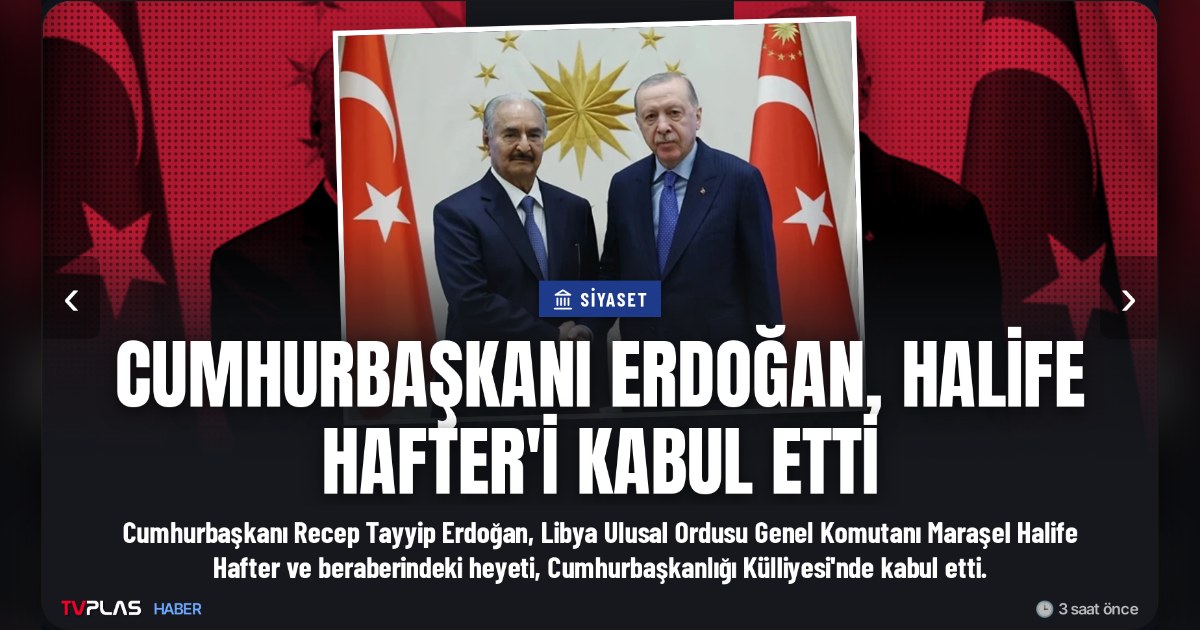 SİYASET
CUMHURBAŞKANI ERDOĞAN, HALİFE
HAFTER'İ KABUL ETTİ
Cumhurbaşkanı Recep Tayyip Erdoğan, Libya Ulusal Ordusu Genel Komutanı Maraşel Halife
Hafter ve beraberindeki heyeti, Cumhurbaşkanlığı Külliyesi'nde kabul etti.
TVPLAS HABER
3 saat önce